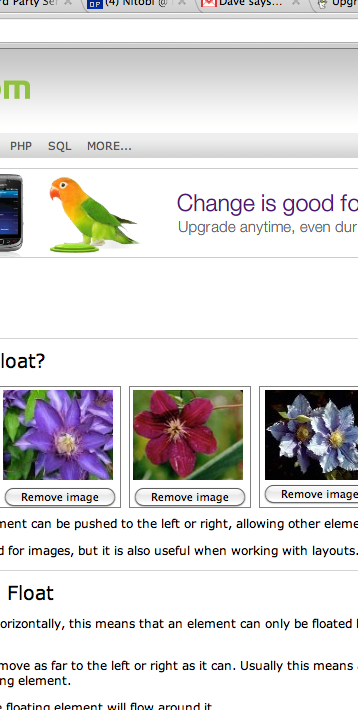 rd Party Ser
(4) Nitobi @
Dave says...
Upgr
om
PHP SQL MORE...
Change is good fo
Upgrade anytime, even dur
loat?
Remove image Remove image Remove image
ment can be pushed to the left or right, allowing other eleme
d for images, but it is also useful when working with layouts.
Float
orizontally, this means that an element can only be floated l
move as far to the left or right as it can. Usually this means a
ng element.
e floating element will flow around it